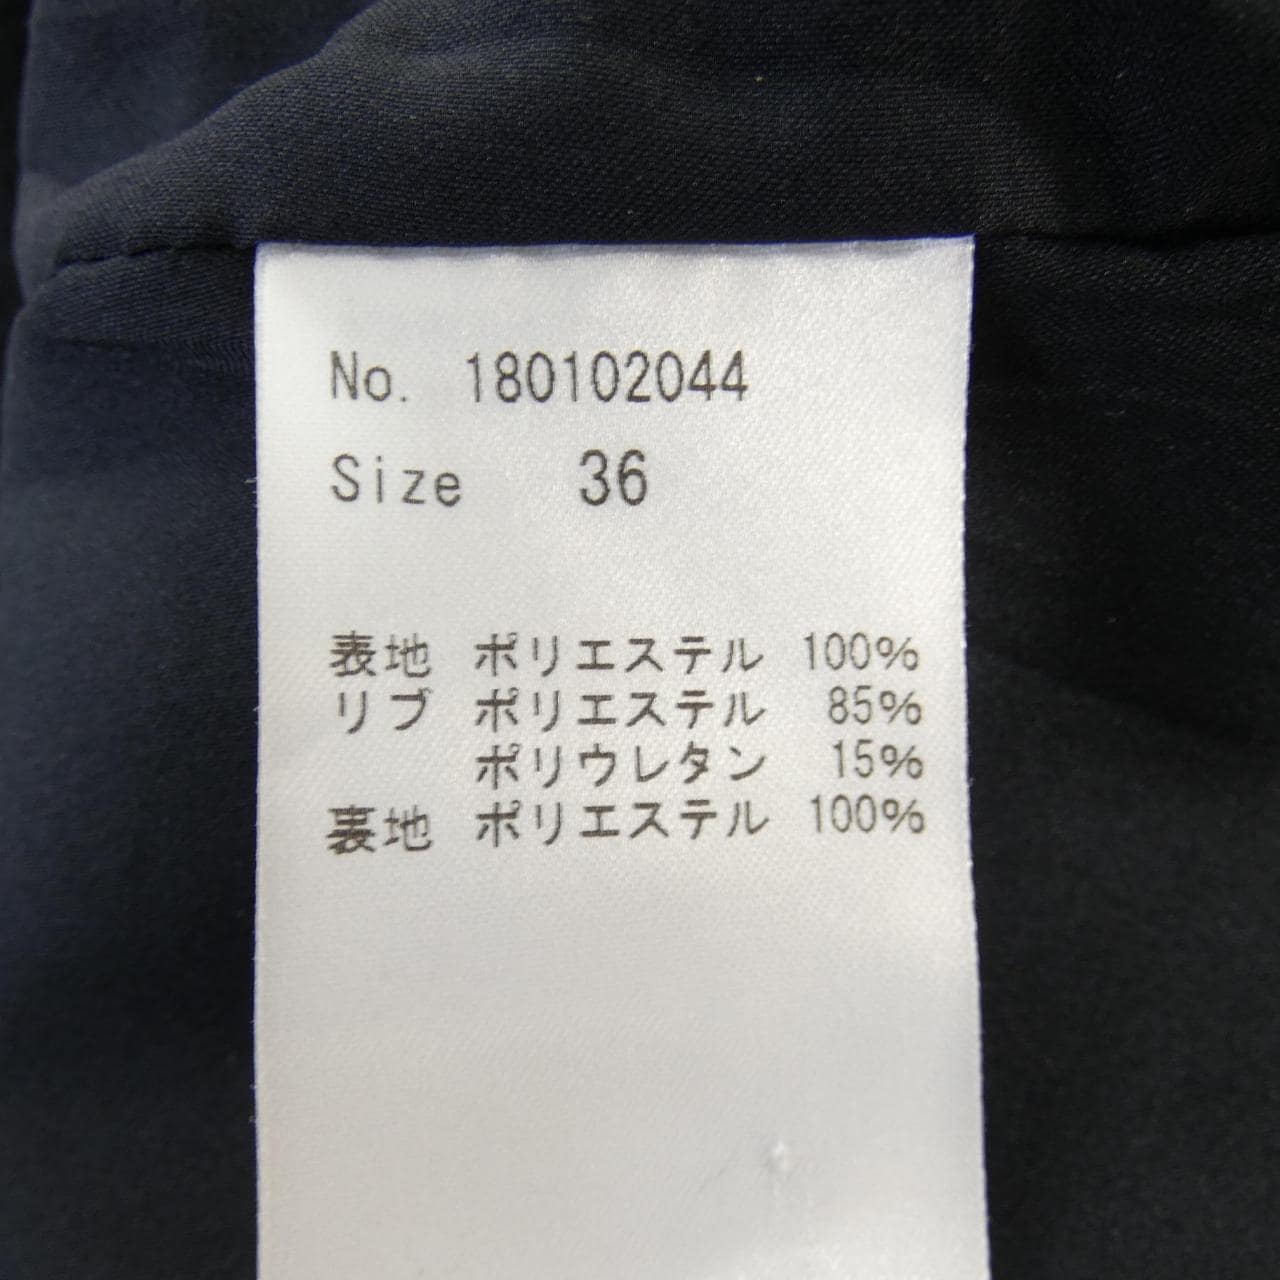 No. 180102044
Size 36
表地 ポリエステル 100%
リブ ポリエステル 85%
ポリウレタン 15%
裏地 ポリエステル 100%